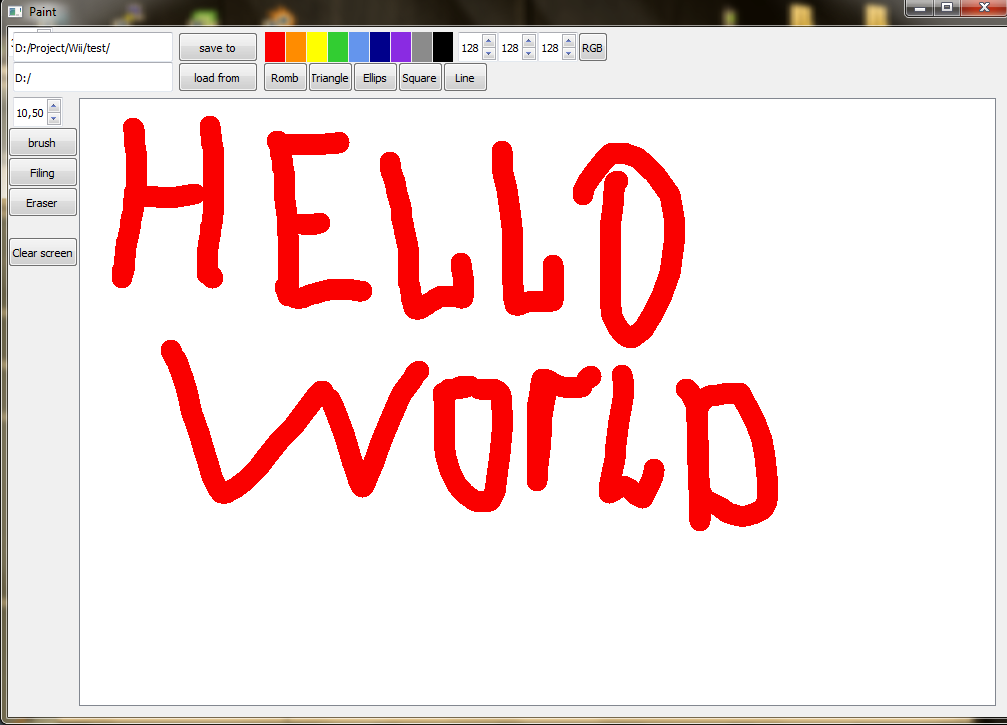 Paint
D:/Project/Wii/test/ save to 128 128 128 RGB
D:/ load from Romb Triangle Ellips Square Line
10,50
brush
Filing
Eraser
Clear screen
HELLO
WOrLD